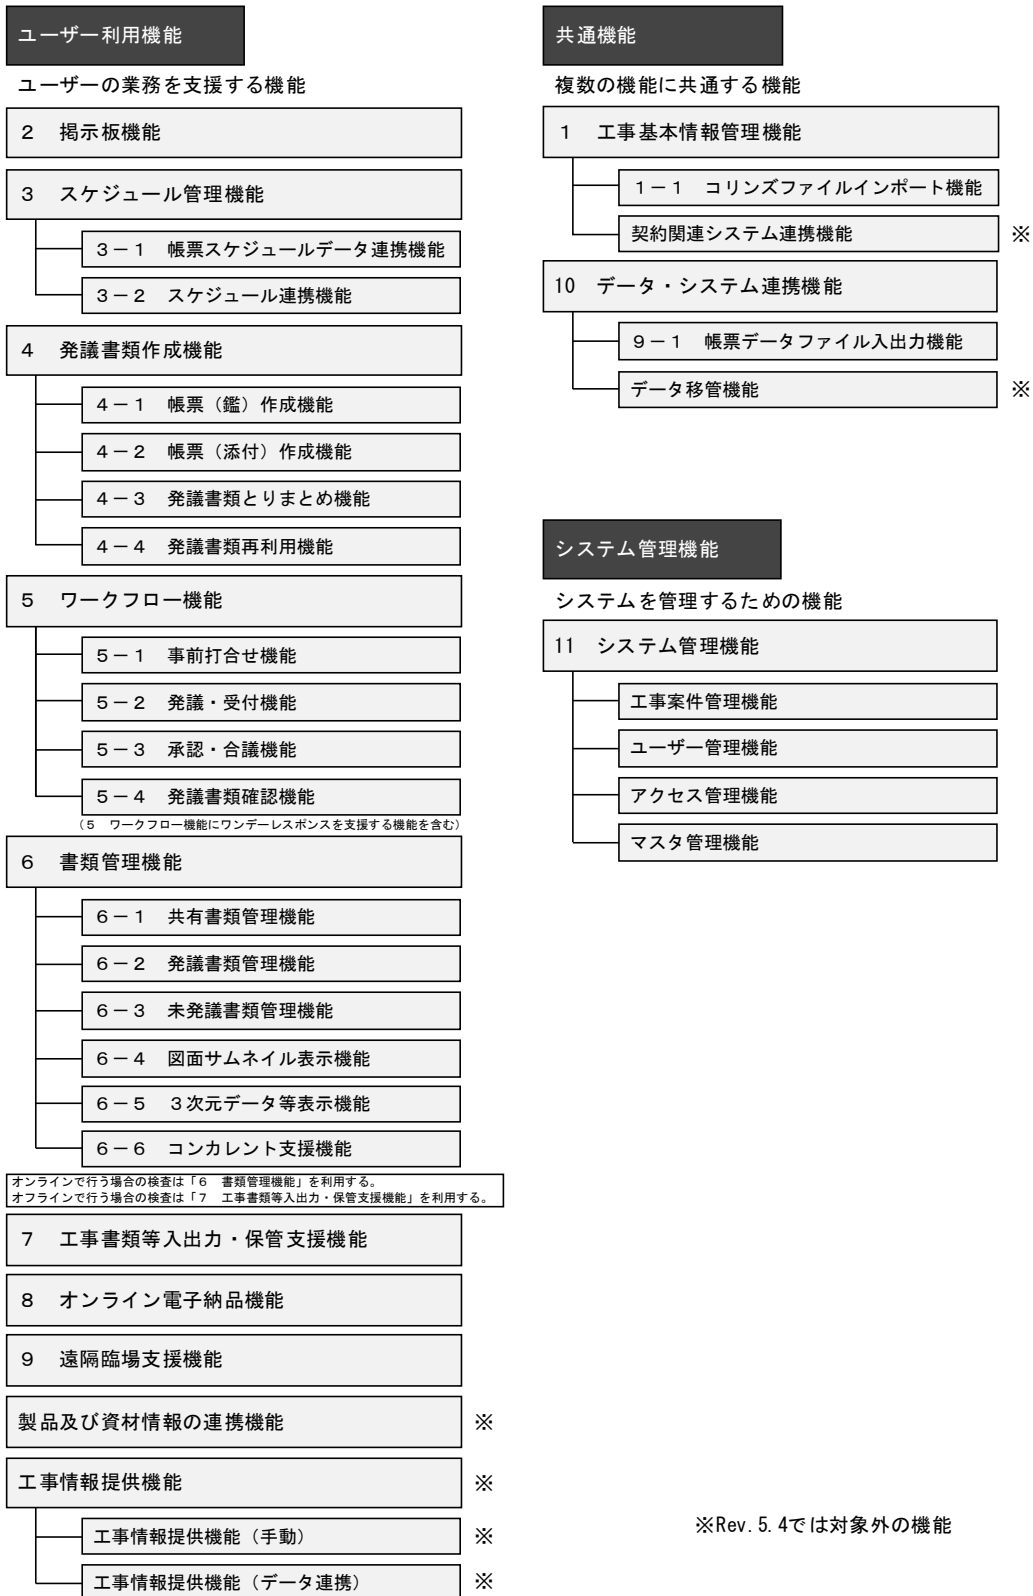 ユーザー利用機能
ユーザーの業務を支援する機能
２　掲示板機能
３　スケジュール管理機能
３－１　帳票スケジュールデータ連携機能
３－２　スケジュール連携機能
４　発議書類作成機能
４－１　帳票（鑑）作成機能
４－２　帳票（添付）作成機能
４－３　発議書類とりまとめ機能
４－４　発議書類再利用機能
５　ワークフロー機能
５－１　事前打合せ機能
５－２　発議・受付機能
５－３　承認・合議機能
５－４　発議書類確認機能
（５　ワークフロー機能にワンデーレスポンスを支援する機能を含む）
６　書類管理機能
６－１　共有書類管理機能
６－２　発議書類管理機能
６－３　未発議書類管理機能
６－４　図面サムネイル表示機能
６－５　３次元データ等表示機能
６－６　コンカレント支援機能
オンラインで行う場合の検査は「６　書類管理機能」を利用する。
オフラインで行う場合の検査は「７　工事書類等入出力・保管支援機能」を利用する。
７　工事書類等入出力・保管支援機能
８　オンライン電子納品機能
９　遠隔臨場支援機能
製品及び資材情報の連携機能　※
工事情報提供機能　※
工事情報提供機能（手動）　※
工事情報提供機能（データ連携）　※
共通機能
複数の機能に共通する機能
１　工事基本情報管理機能
１－１　コリンズファイルインポート機能
契約関連システム連携機能　※
10　データ・システム連携機能
９－１　帳票データファイル入出力機能
データ移管機能　※
システム管理機能
システムを管理するための機能
11　システム管理機能
工事案件管理機能
ユーザー管理機能
アクセス管理機能
マスタ管理機能
※Rev.5.4では対象外の機能